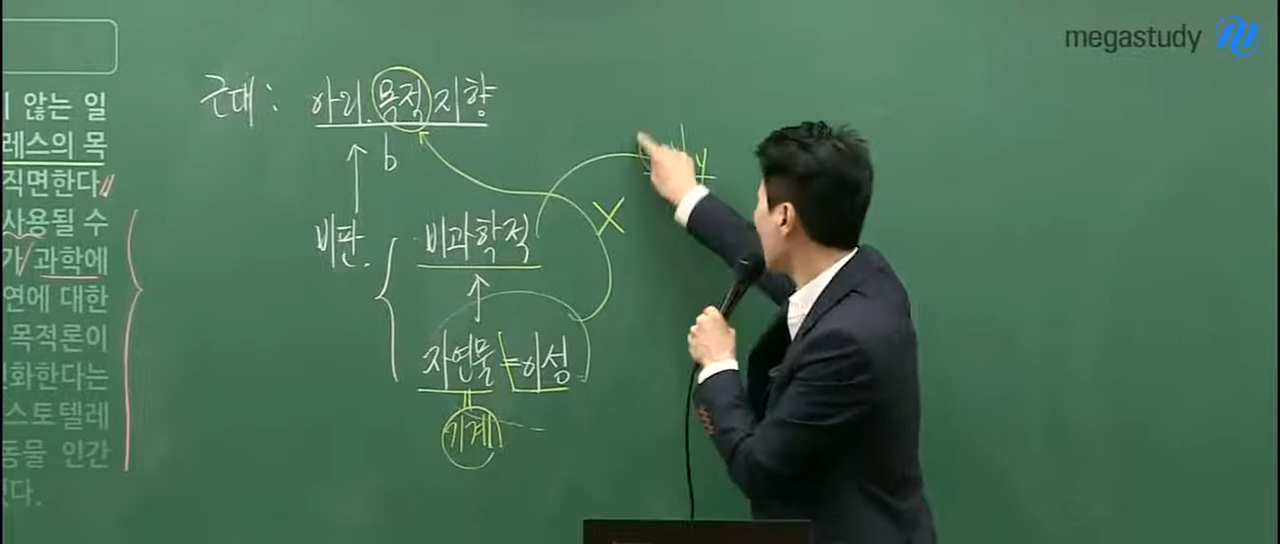 megastudy
이 않는 일
레스의 목
직면한다
사용될 수
가 과학에
연에 대한
목적론이
화한다는
스토텔레
동물 인간
다.
근대 : 아리.목적지향
b
비판. 비과학적
X
y
자연물 = 이성
기계